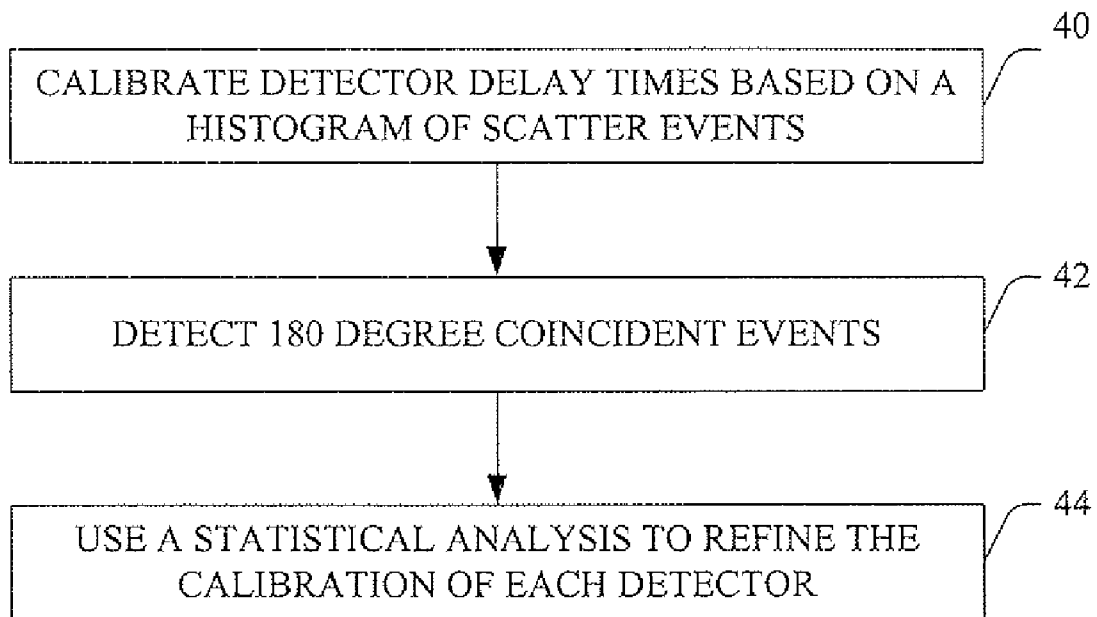 40
CALIBRATE DETECTOR DELAY TIMES BASED ON A
HISTOGRAM OF SCATTER EVENTS
42
DETECT 180 DEGREE COINCIDENT EVENTS
44
USE A STATISTICAL ANALYSIS TO REFINE THE
CALIBRATION OF EACH DETECTOR